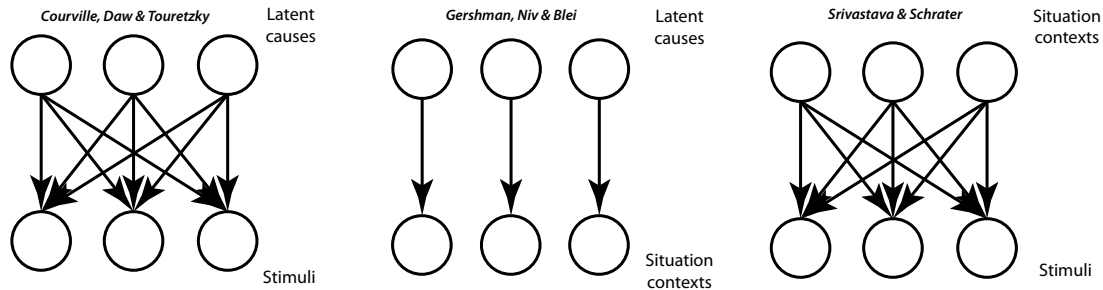 Courville, Daw & Touretzky
Latent
causes
Stimuli
Gershman, Niv & Blei
Latent
causes
Situation
contexts
Srivastava & Schrater
Situation
contexts
Stimuli